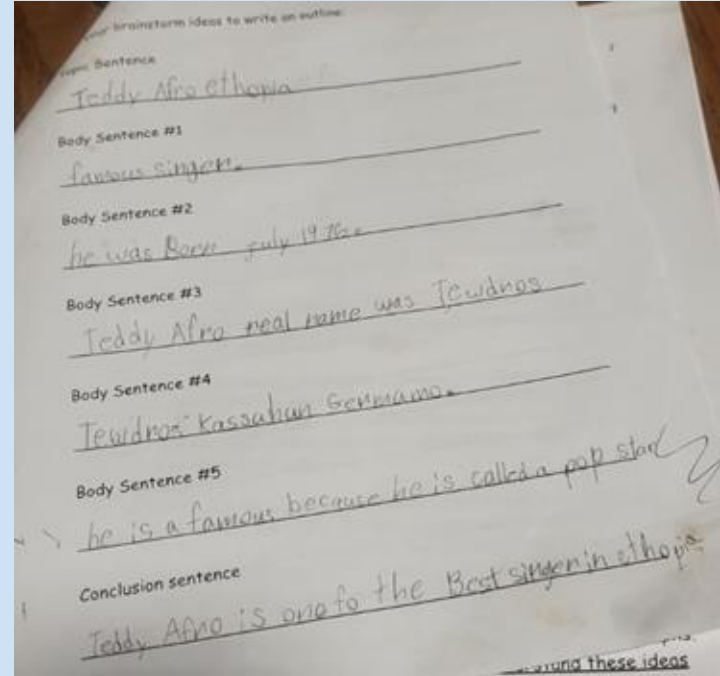 your brainstorm ideas to write an outline.
Topic Sentence
Teddy Afro ethopia
Body Sentence #1
famous singer.
Body Sentence #2
he was Born july 1976.
Body Sentence #3
Teddy Afro real name was Tewdros
Body Sentence #4
Tewdros Kassahun Germamo.
Body Sentence #5
he is a famous because he is called a pop star
Conclusion sentence
Teddy Afro is one fo the Best singer in ethopia
these ideas